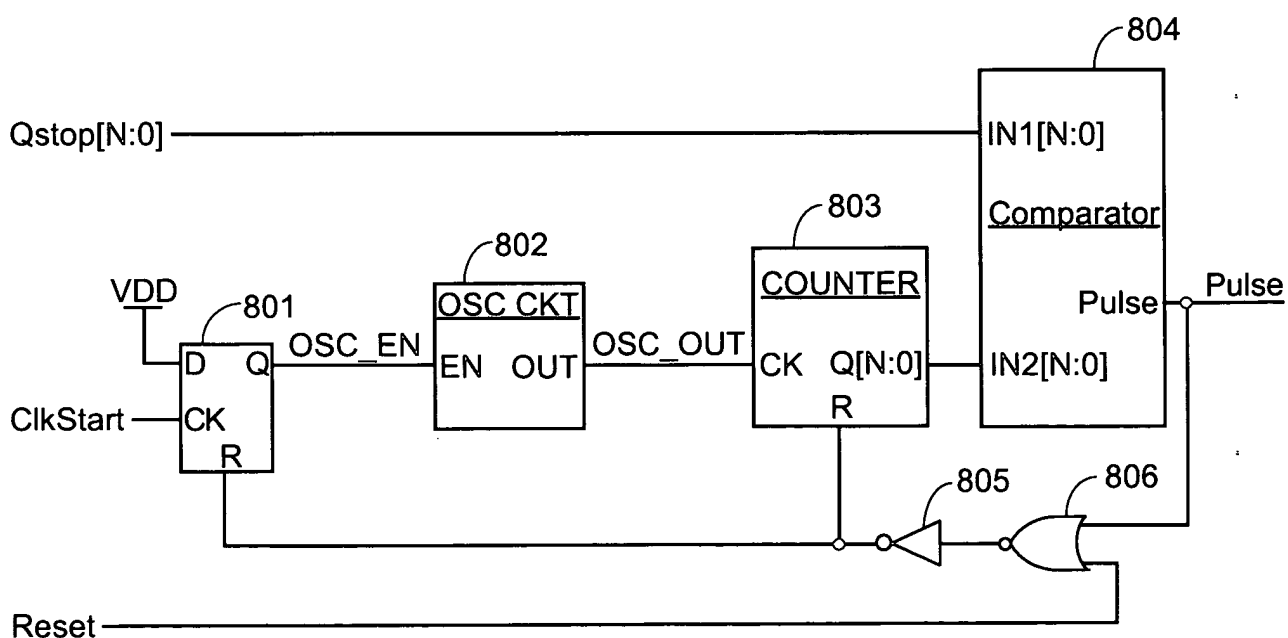 804
Qstop[N:0]
IN1[N:0]
803
Comparator
802
COUNTER
VDD
801
OSC CKT
Pulse
Pulse
OSC_EN
OSC_OUT
D
Q
EN
OUT
CK
Q[N:0]
IN2[N:0]
ClkStart
CK
R
R
805
806
Reset